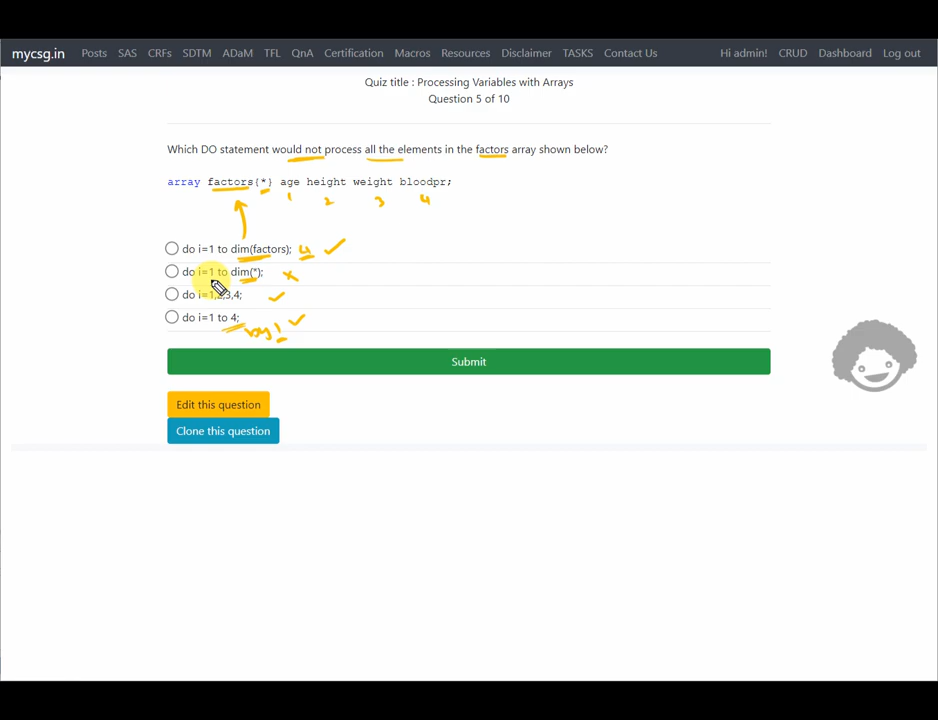 mycsg.in Posts SAS CRFs SDTM ADaM TFL QnA Certification Macros Resources Disclaimer TASKS Contact Us Hi admin! CRUD Dashboard Log out
Quiz title : Processing Variables with Arrays
Question 5 of 10
Which DO statement would not process all the elements in the factors array shown below?
array factors{*} age height weight bloodpr;
1 2 3 4
do i=1 to dim(factors); 4
do i=1 to dim(*);
do i=1,2,3,4;
do i=1 to 4; by 1
Submit
Edit this question
Clone this question